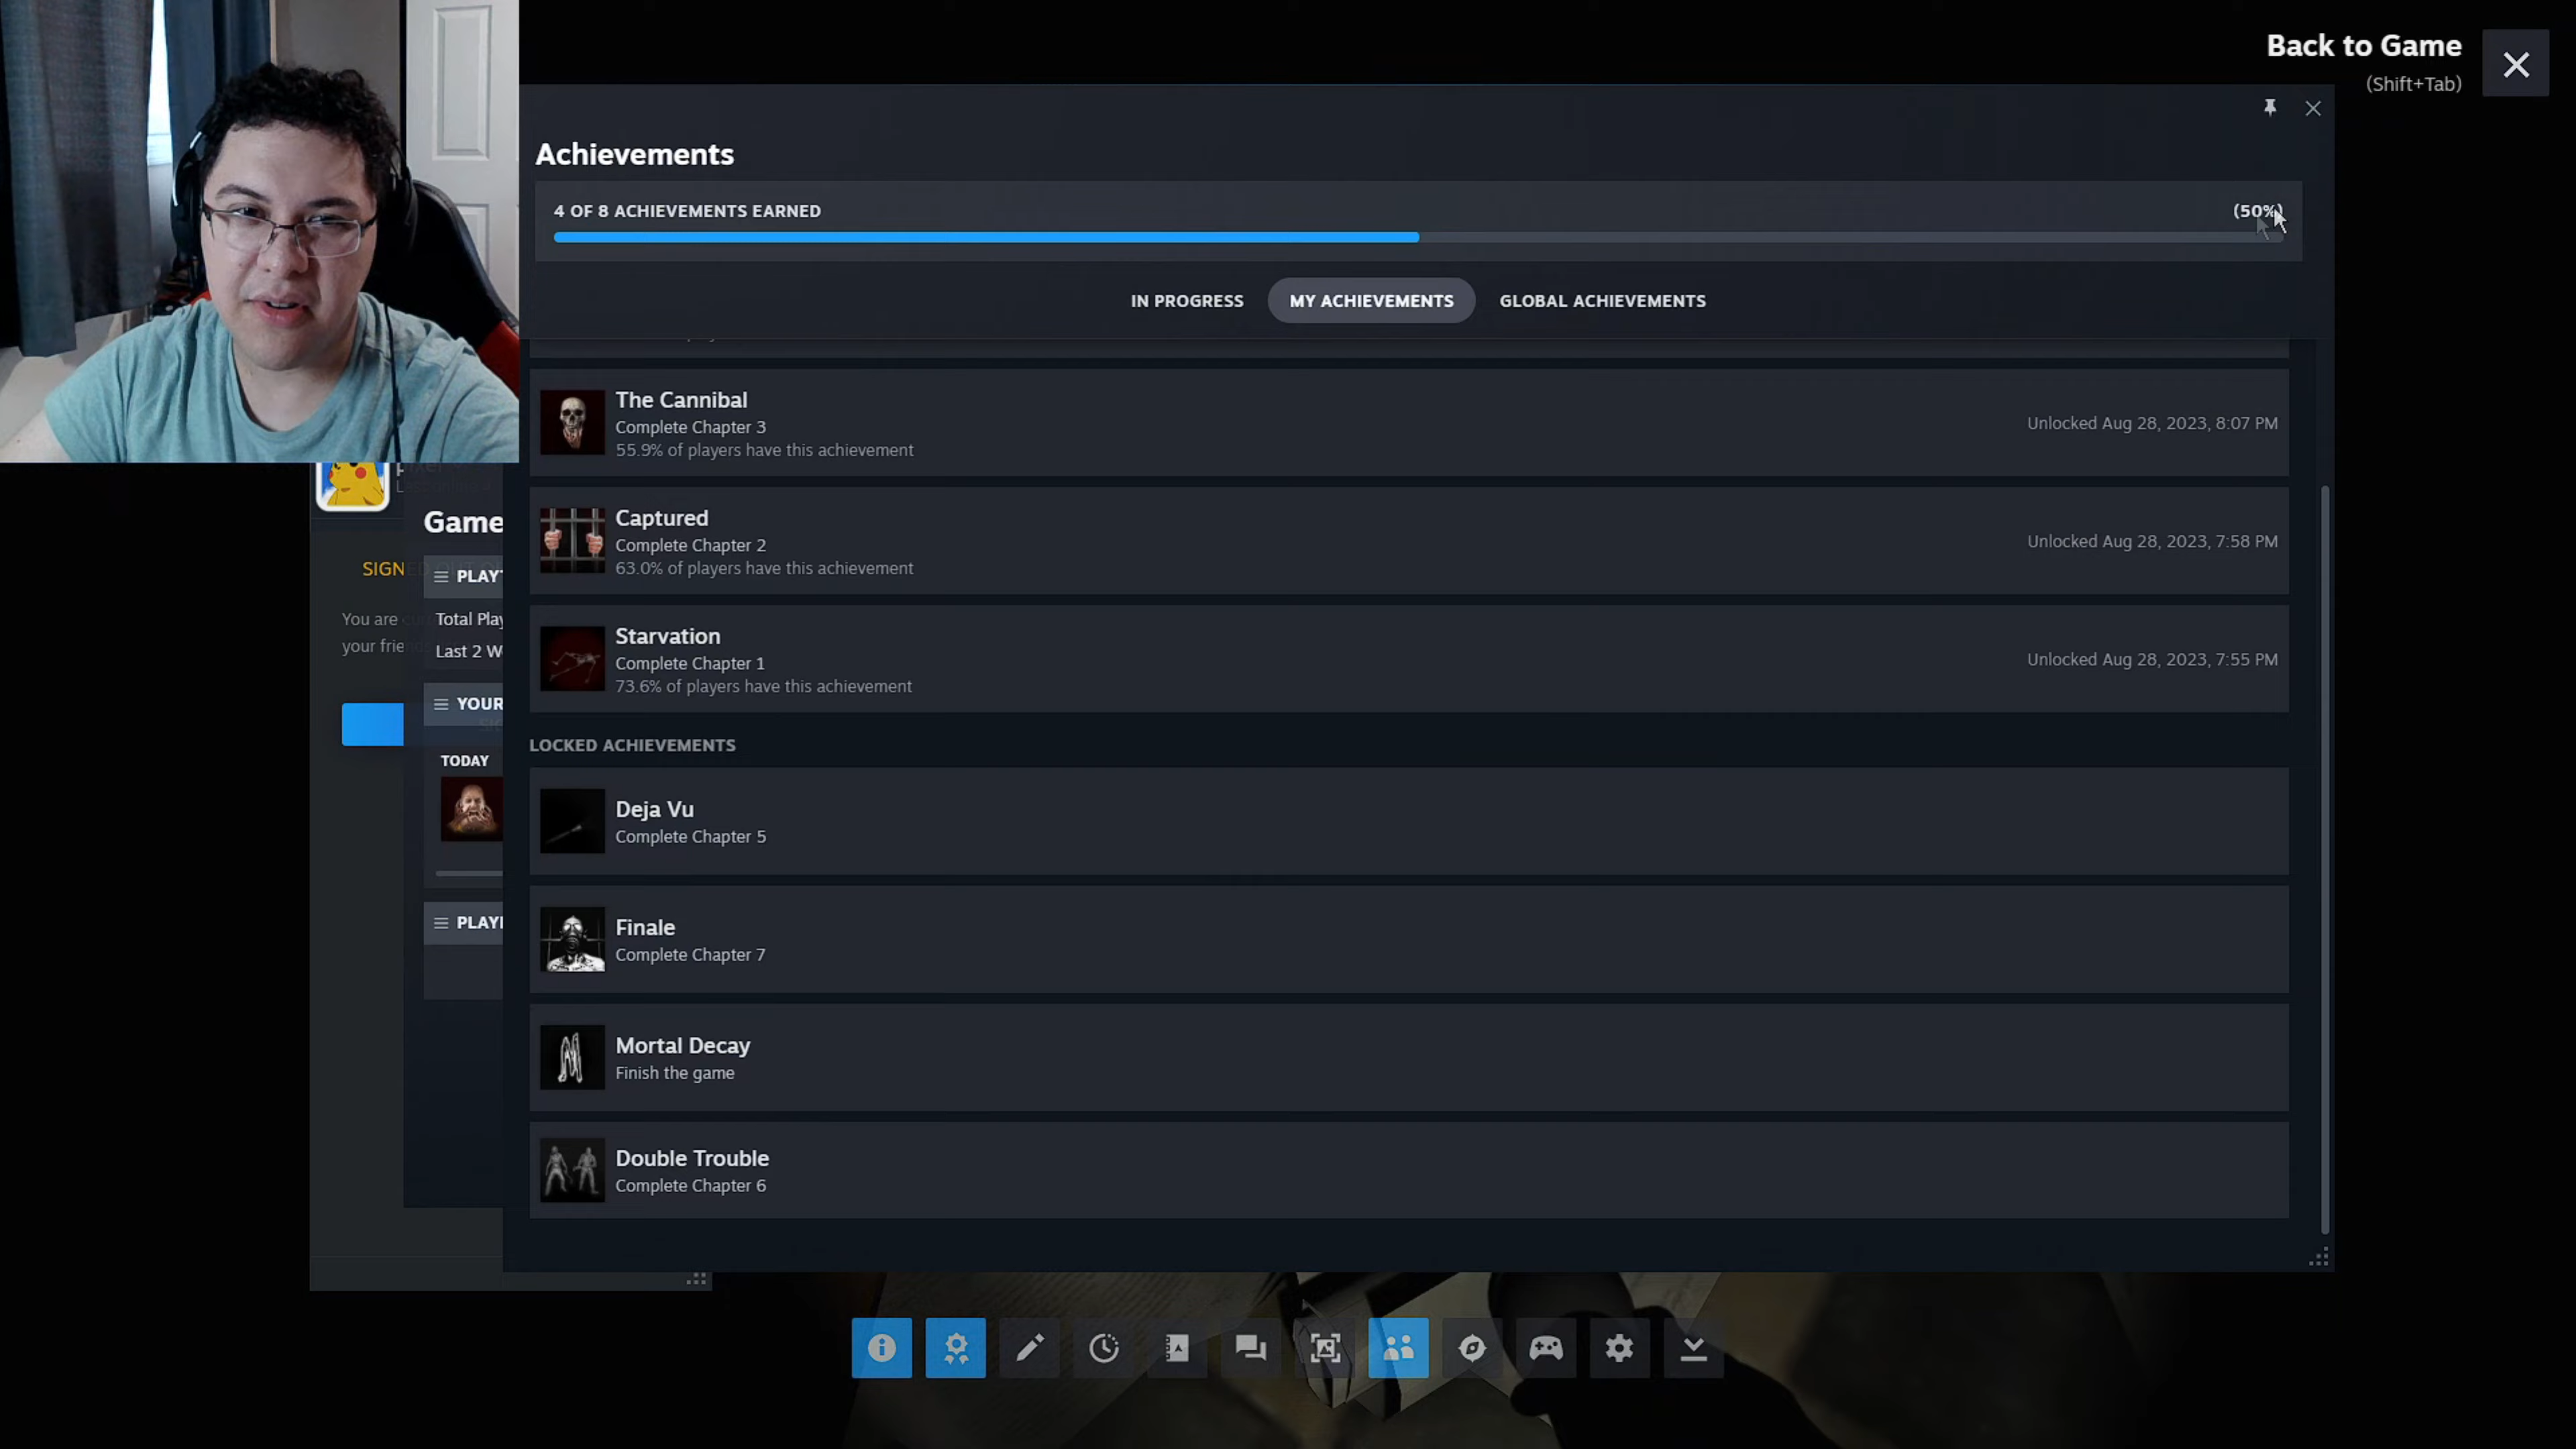 Back to Game
(Shift+Tab)
Achievements
4 OF 8 ACHIEVEMENTS EARNED
(50%)
IN PROGRESS
MY ACHIEVEMENTS
GLOBAL ACHIEVEMENTS
The Cannibal
Complete Chapter 3
55.9% of players have this achievement
Unlocked Aug 28, 2023, 8:07 PM
Captured
Complete Chapter 2
63.0% of players have this achievement
Unlocked Aug 28, 2023, 7:58 PM
Starvation
Complete Chapter 1
73.6% of players have this achievement
Unlocked Aug 28, 2023, 7:55 PM
LOCKED ACHIEVEMENTS
Deja Vu
Complete Chapter 5
Finale
Complete Chapter 7
Mortal Decay
Finish the game
Double Trouble
Complete Chapter 6
Game
SIGNED OUT
You are
your
PLAYT
Total Play
Last 2 W
YOUR
TODAY
PLAY